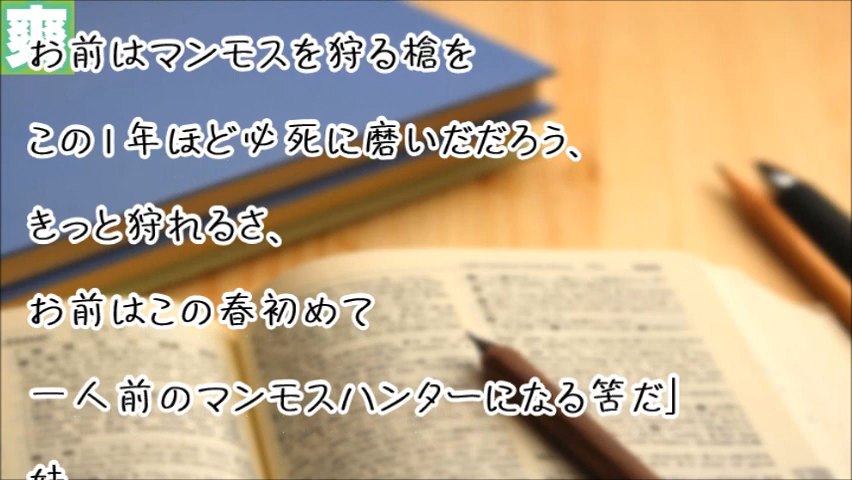 爽
お前はマンモスを狩る槍を
この1年ほど必死に磨いだだろう、
きっと狩れるさ、
お前はこの春初めて
一人前のマンモスハンターになる筈だ」